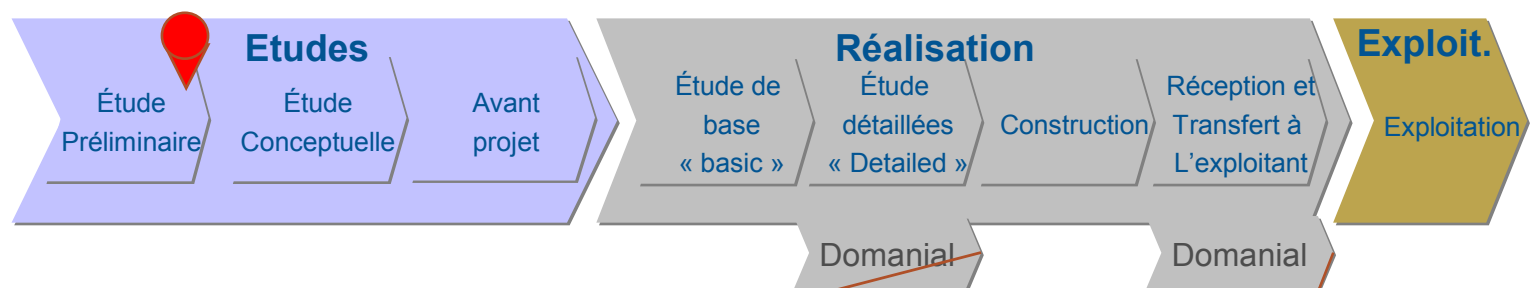 Etudes
Étude
Préliminaire
Étude
Conceptuelle
Avant
projet
Réalisation
Étude de
base
« basic »
Étude
détaillées
« Detailed »
Construction
Réception et
Transfert à
L'exploitant
Exploit.
Exploitation
Domanial
Domanial